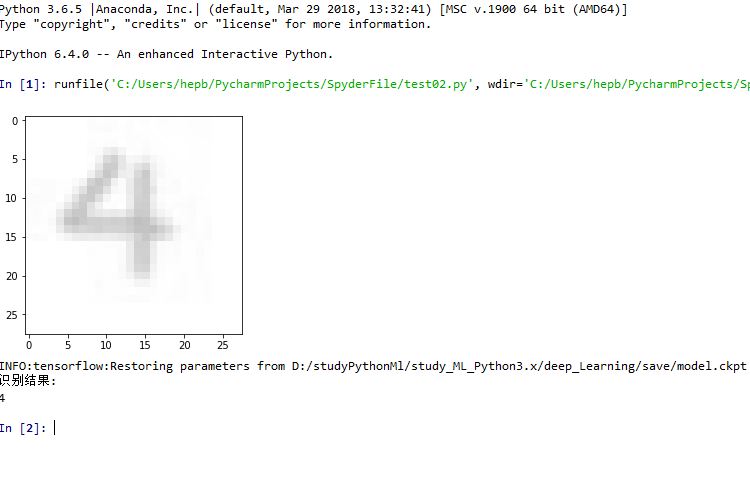 Python 3.6.5 |Anaconda, Inc.| (default, Mar 29 2018, 13:32:41) [MSC v.1900 64 bit (AMD64)]
Type "copyright", "credits" or "license" for more information.
IPython 6.4.0 -- An enhanced Interactive Python.
In [1]: runfile('C:/Users/hepb/PycharmProjects/SpyderFile/test02.py', wdir='C:/Users/hepb/PycharmProjects/Sp
0
5
10
15
20
25
4
0 5 10 15 20 25
INFO:tensorflow:Restoring parameters from D:/studyPythonMl/study_ML_Python3.x/deep_Learning/save/model.ckpt
识别结果：
4
In [2]: